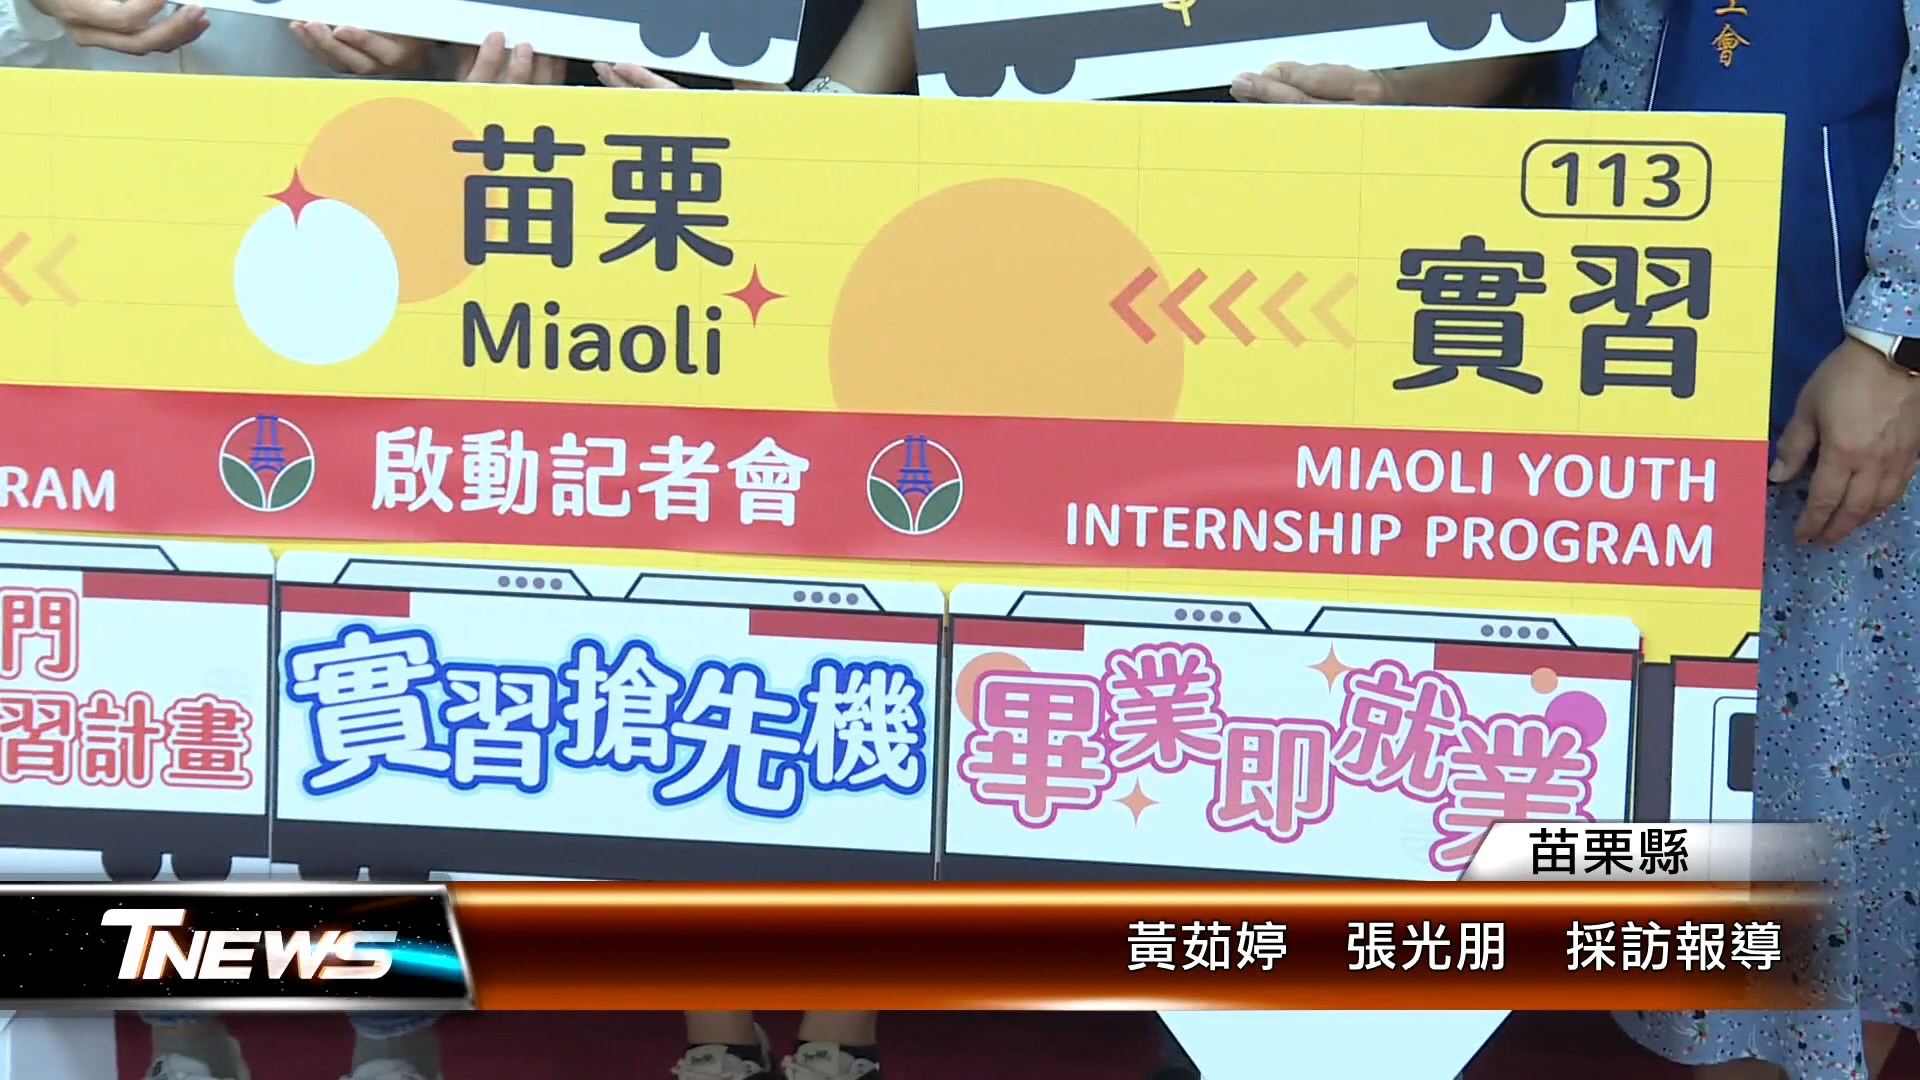 工會
苗栗
Miaoli
113
實習
RAM
啟動記者會
MIAOLI YOUTH
INTERNSHIP PROGRAM
門
習計畫
實習搶先機
畢業即就業
苗栗縣
TNEWS
黃茹婷 張光朋 採訪報導